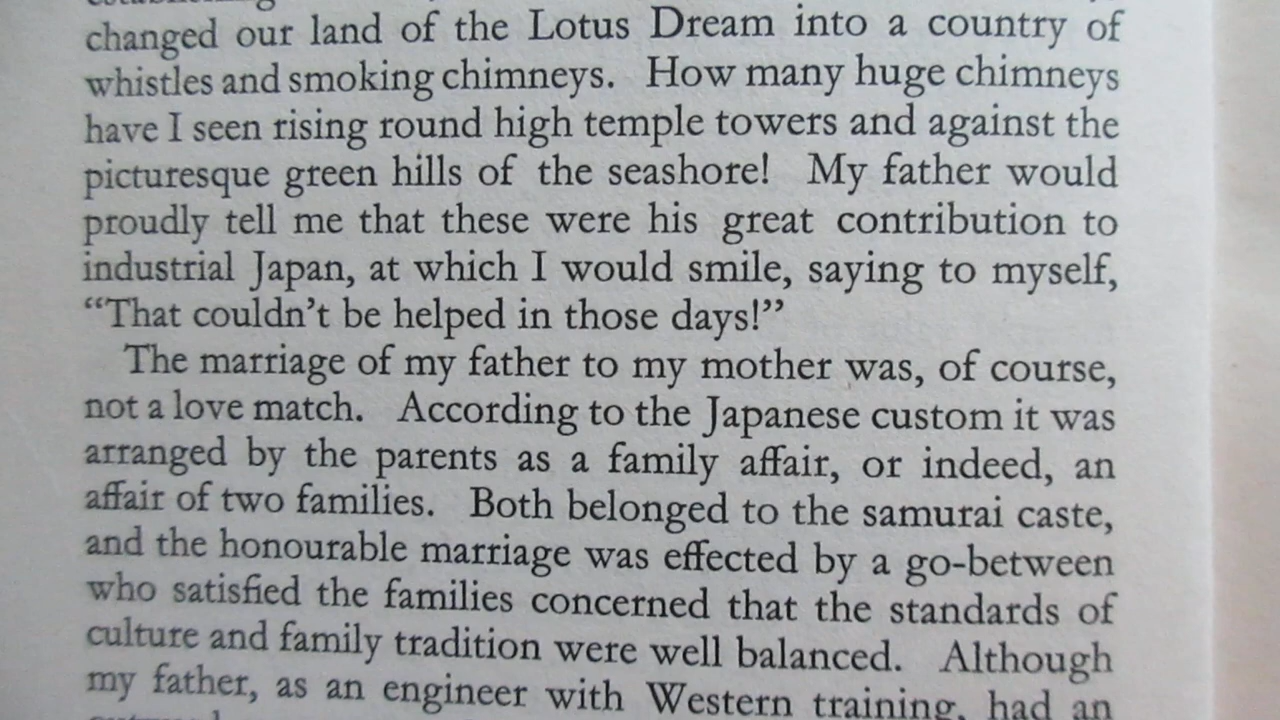 changed our land of the Lotus Dream into a country of
whistles and smoking chimneys. How many huge chimneys
have I seen rising round high temple towers and against the
picturesque green hills of the seashore! My father would
proudly tell me that these were his great contribution to
industrial Japan, at which I would smile, saying to myself,
“That couldn’t be helped in those days!”
The marriage of my father to my mother was, of course,
not a love match. According to the Japanese custom it was
arranged by the parents as a family affair, or indeed, an
affair of two families. Both belonged to the samurai caste,
and the honourable marriage was effected by a go-between
who satisfied the families concerned that the standards of
culture and family tradition were well balanced. Although
my father, as an engineer with Western training, had an